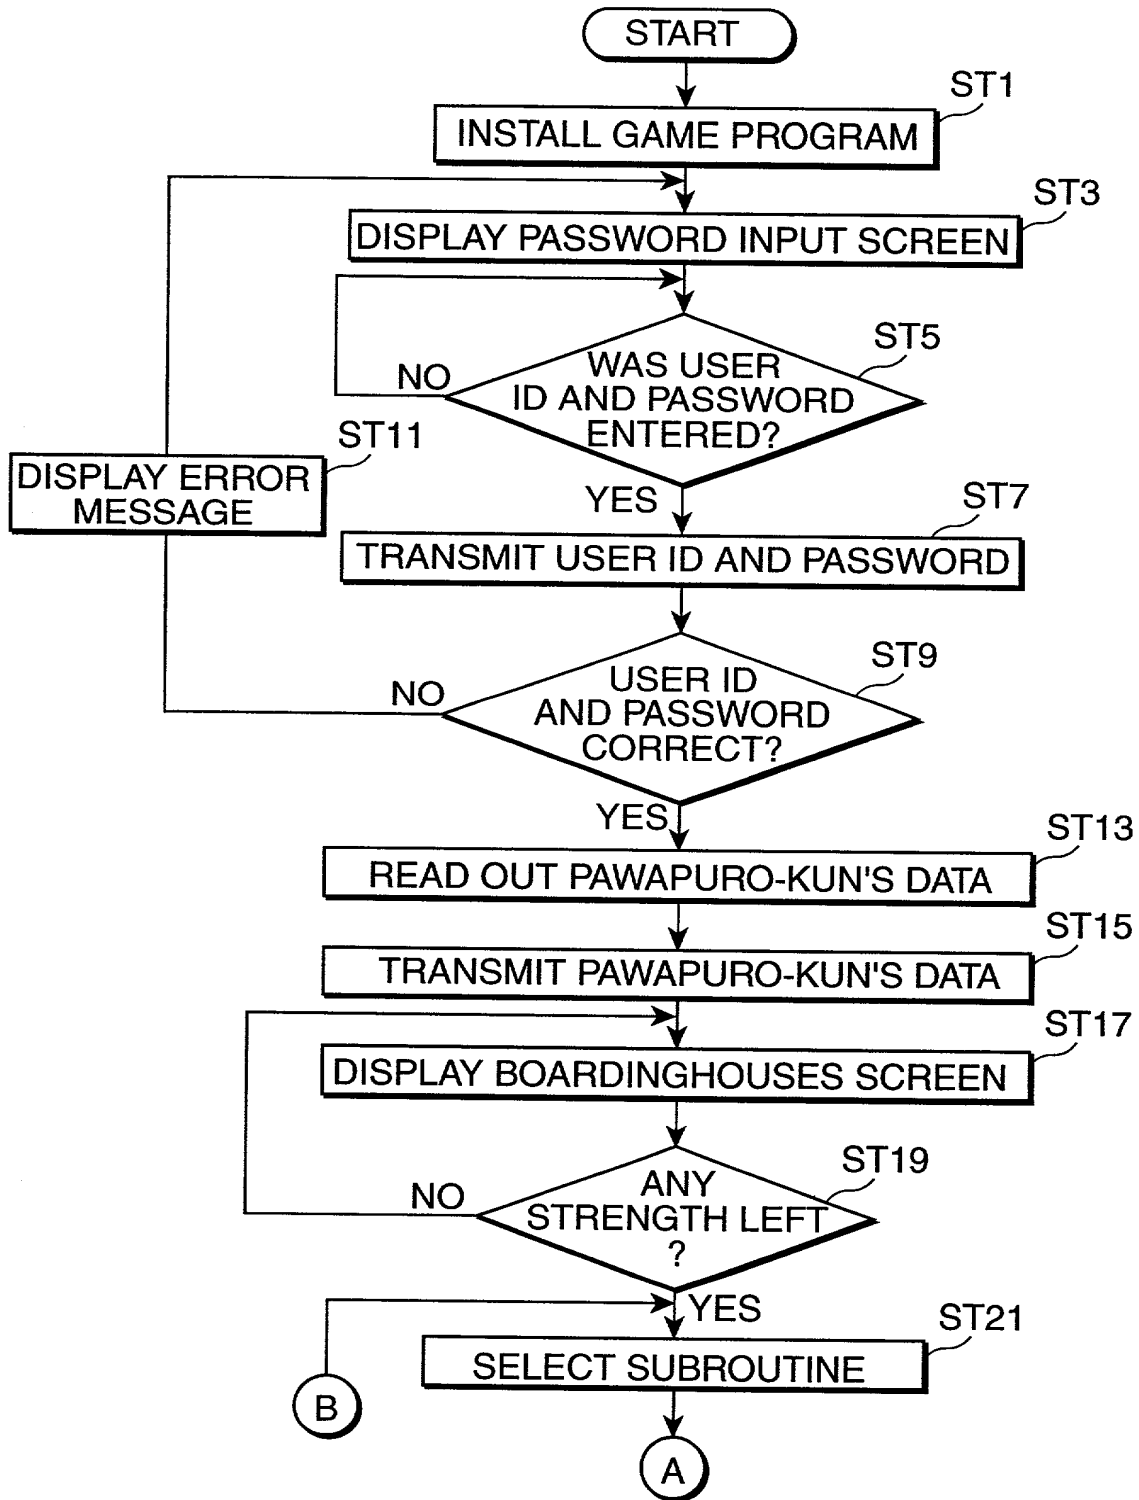 START
ST1
INSTALL GAME PROGRAM
ST3
DISPLAY PASSWORD INPUT SCREEN
ST5
WAS USER
ID AND PASSWORD
ENTERED?
NO
ST11
DISPLAY ERROR
MESSAGE
YES
ST7
TRANSMIT USER ID AND PASSWORD
ST9
USER ID
AND PASSWORD
CORRECT?
NO
YES
ST13
READ OUT PAWAPURO-KUN'S DATA
ST15
TRANSMIT PAWAPURO-KUN'S DATA
ST17
DISPLAY BOARDINGHOUSES SCREEN
ST19
ANY
STRENGTH LEFT
?
NO
YES
ST21
SELECT SUBROUTINE
B
A